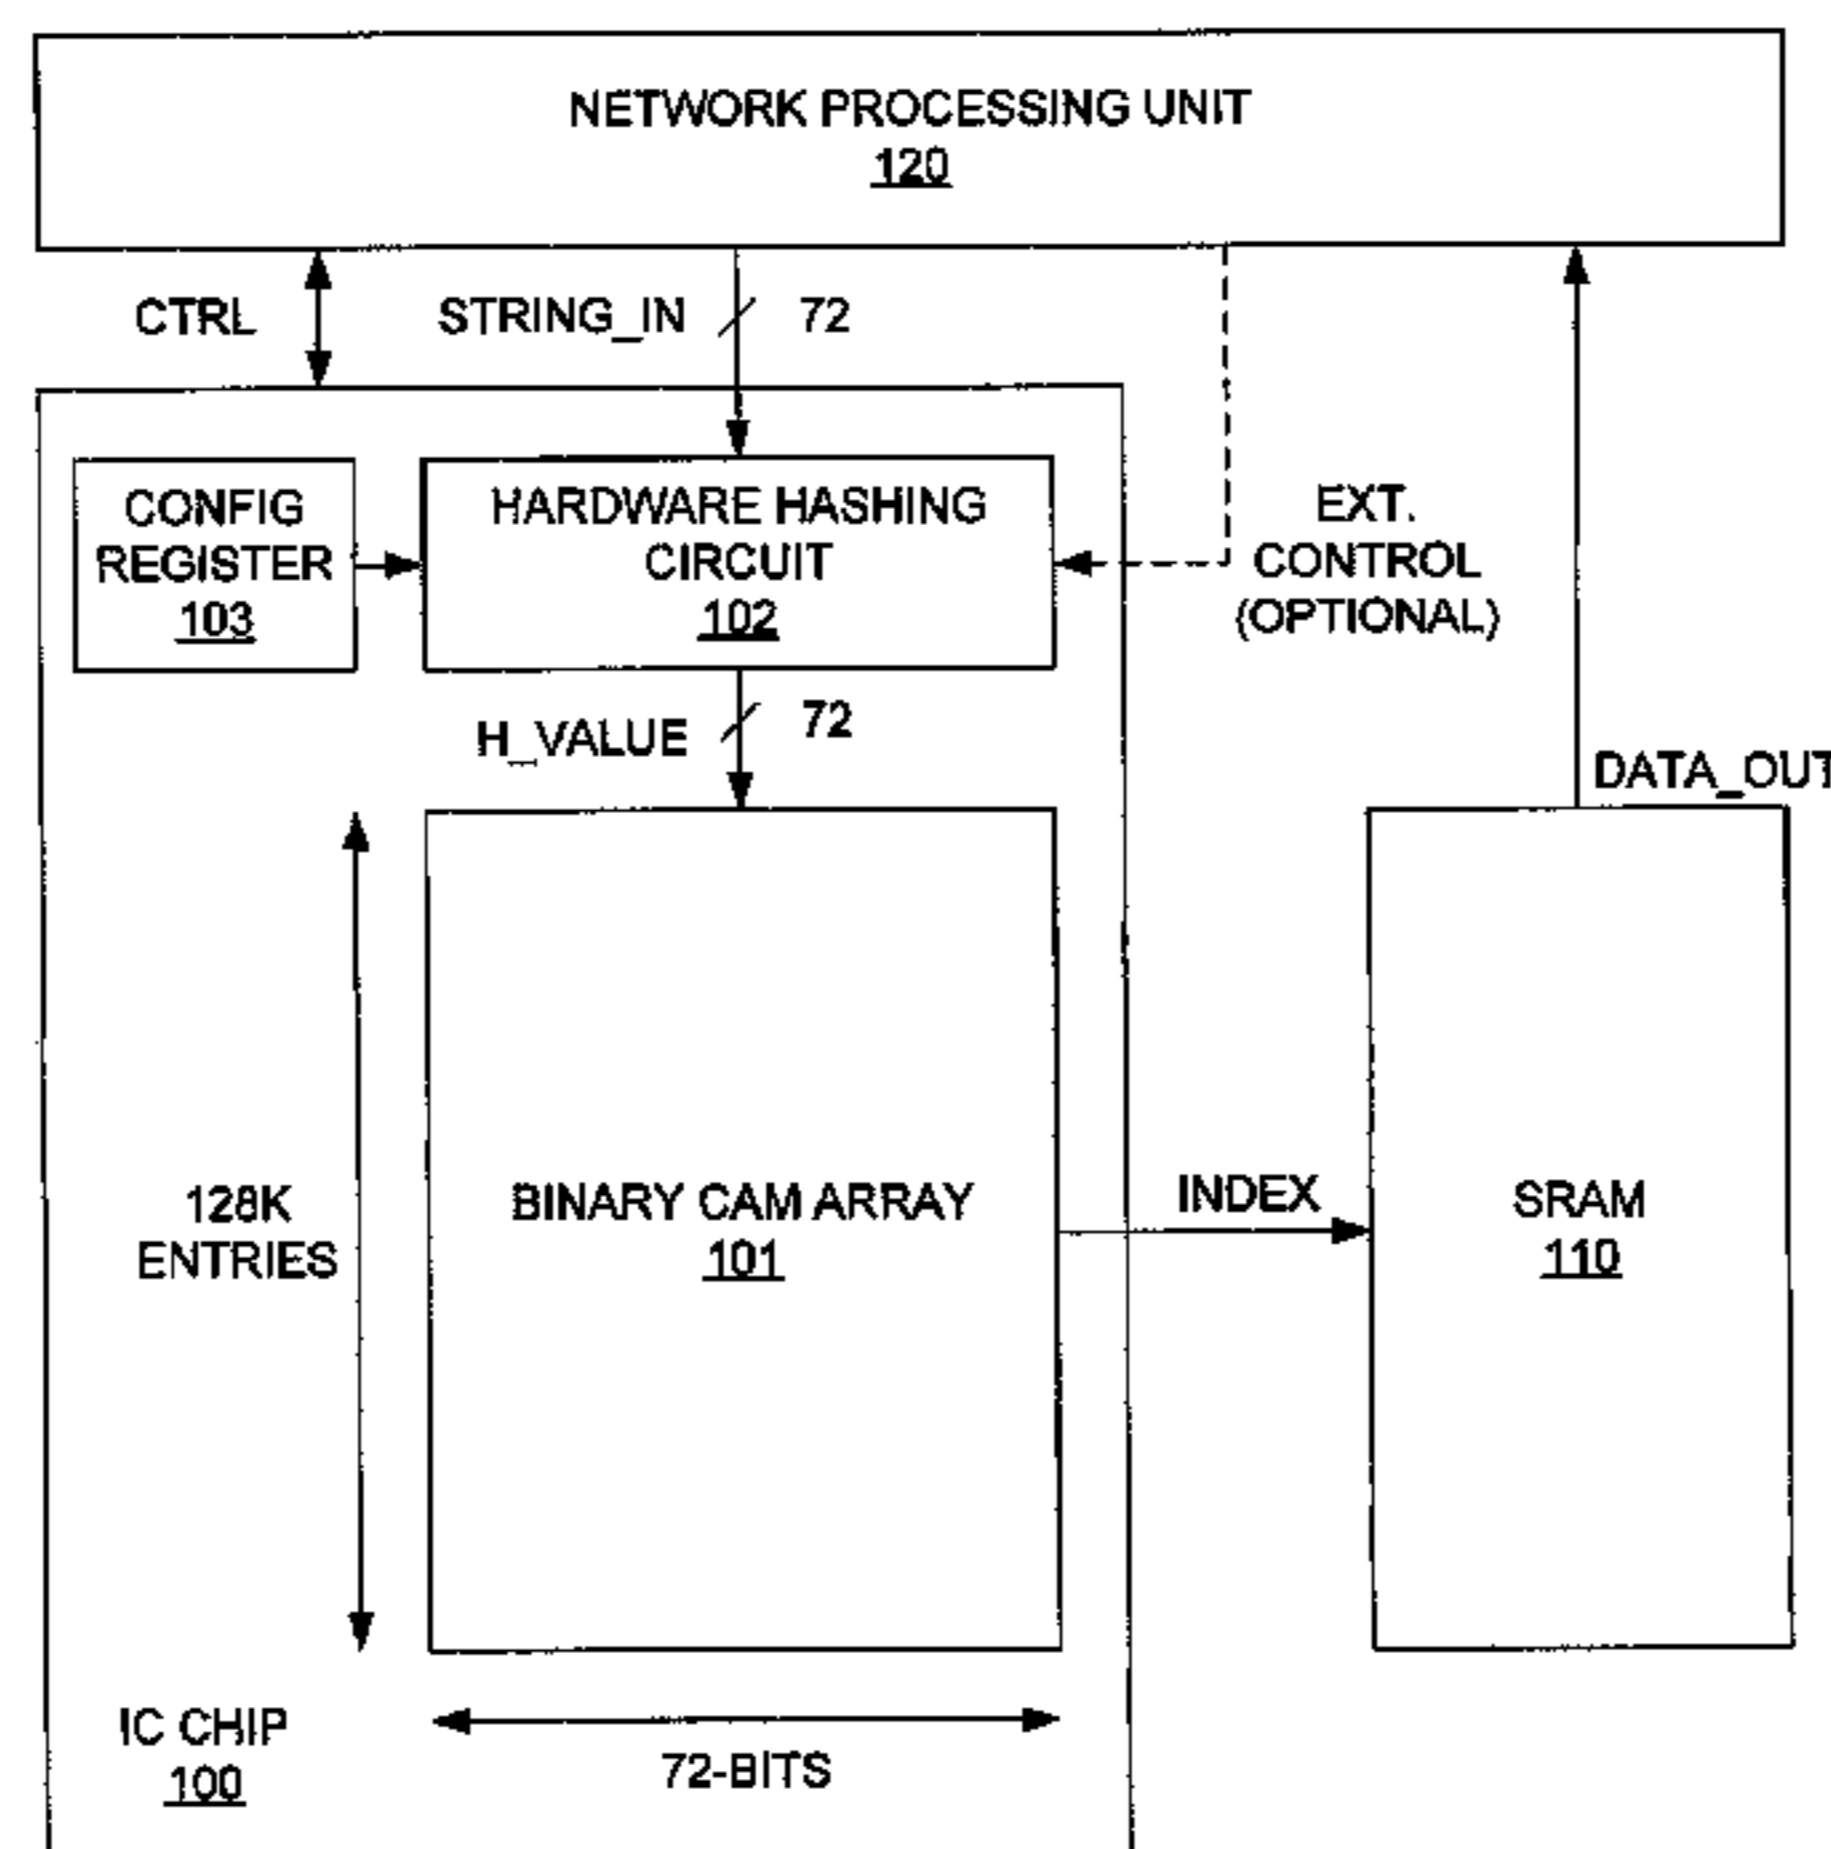 NETWORK PROCESSING UNIT
120
CTRL
STRING_IN
72
CONFIG
REGISTER
103
HARDWARE HASHING
CIRCUIT
102
EXT.
CONTROL
(OPTIONAL)
H_VALUE
72
DATA_OUT
128K
ENTRIES
BINARY CAM ARRAY
101
INDEX
SRAM
110
IC CHIP
100
72-BITS